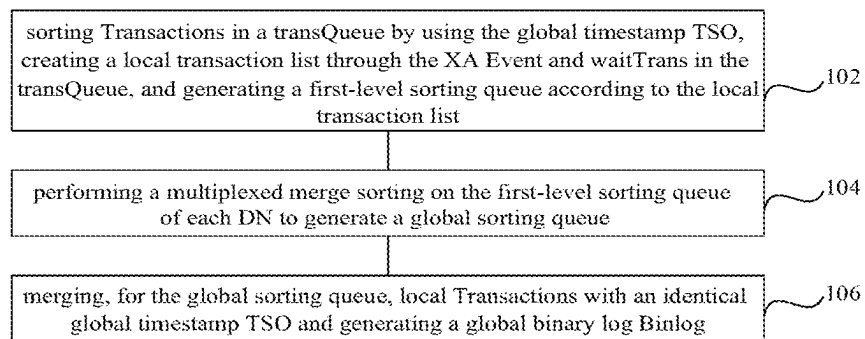 sorting Transactions in a transQueue by using the global timestamp TSO,
creating a local transaction list through the XA Event and waitTrans in the
transQueue, and generating a first-level sorting queue according to the local
transaction list
102
performing a multiplexed merge sorting on the first-level sorting queue
of each DN to generate a global sorting queue
104
merging, for the global sorting queue, local Transactions with an identical
global timestamp TSO and generating a global binary log Binlog
106